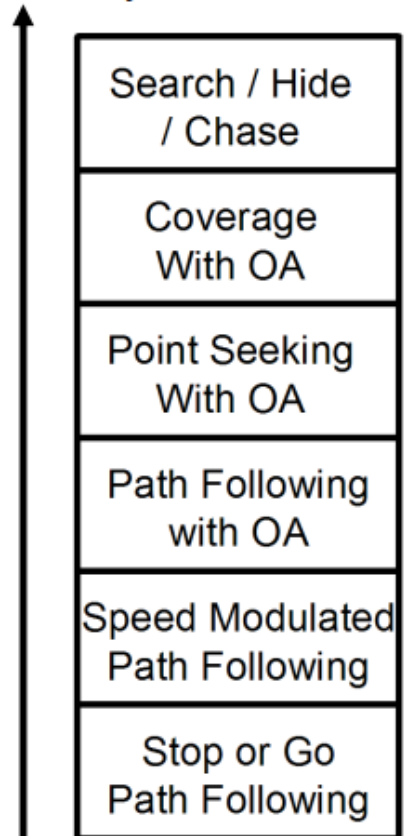 Search / Hide
/ Chase
Coverage
With OA
Point Seeking
With OA
Path Following
with OA
Speed Modulated
Path Following
Stop or Go
Path Following